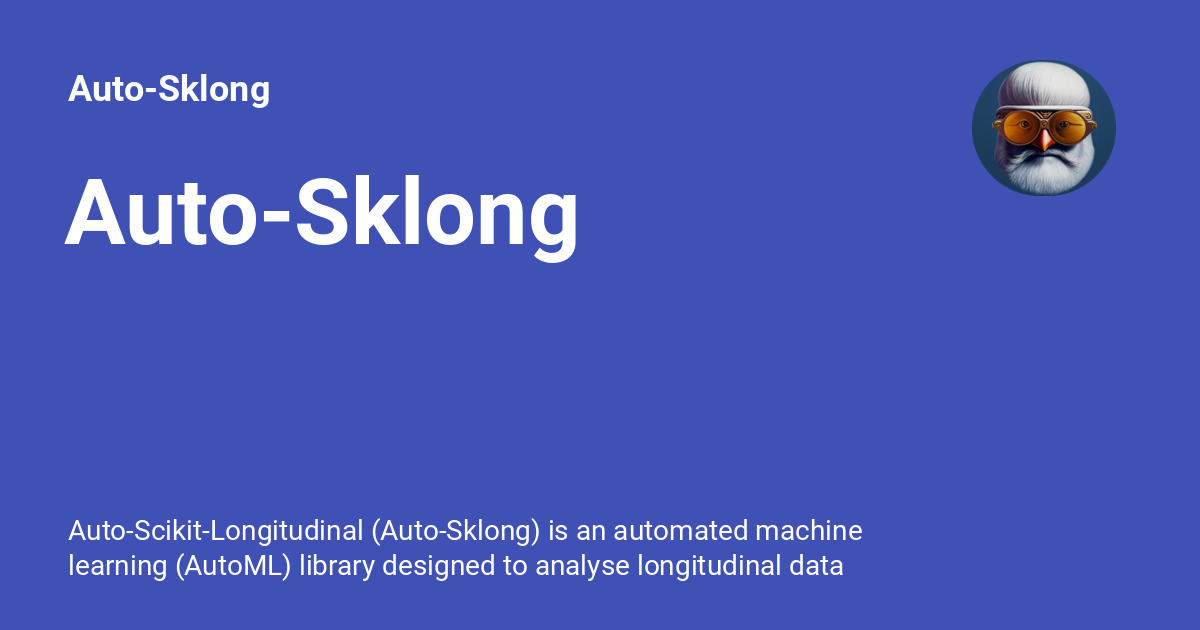 Auto-Sklong
Auto-Sklong
Auto-Scikit-Longitudinal (Auto-Sklong) is an automated machine
learning (AutoML) library designed to analyse longitudinal data